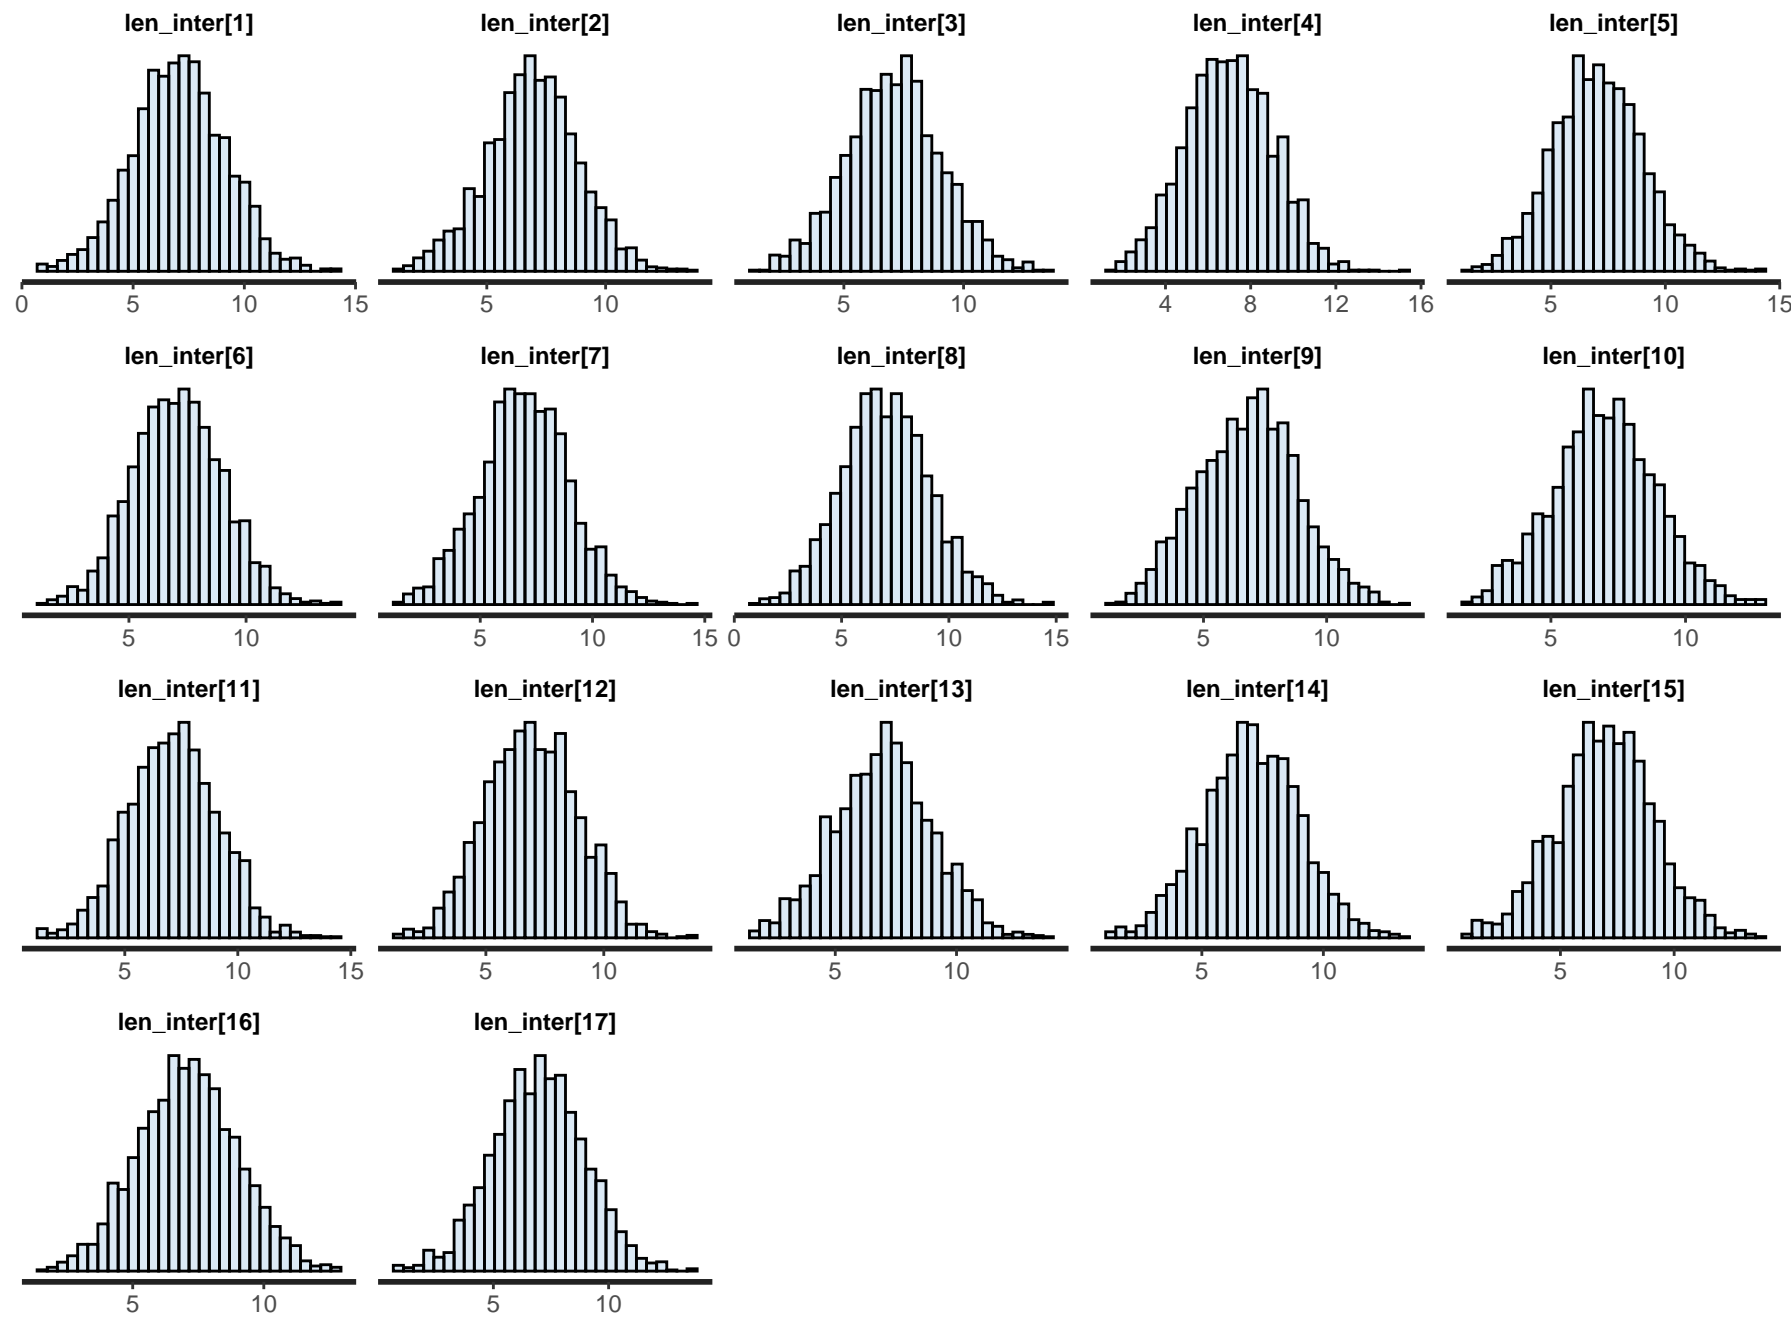 len_inter[1] len_inter[2] len_inter[3] len_inter[4] len_inter[5]
0 5 10 15 5 10 5 10 4 8 12 16 5 10 15
len_inter[6] len_inter[7] len_inter[8] len_inter[9] len_inter[10]
5 10 5 10 15 0 5 10 15 5 10 5 10
len_inter[11] len_inter[12] len_inter[13] len_inter[14] len_inter[15]
5 10 15 5 10 5 10 5 10 5 10
len_inter[16] len_inter[17]
5 10 5 10